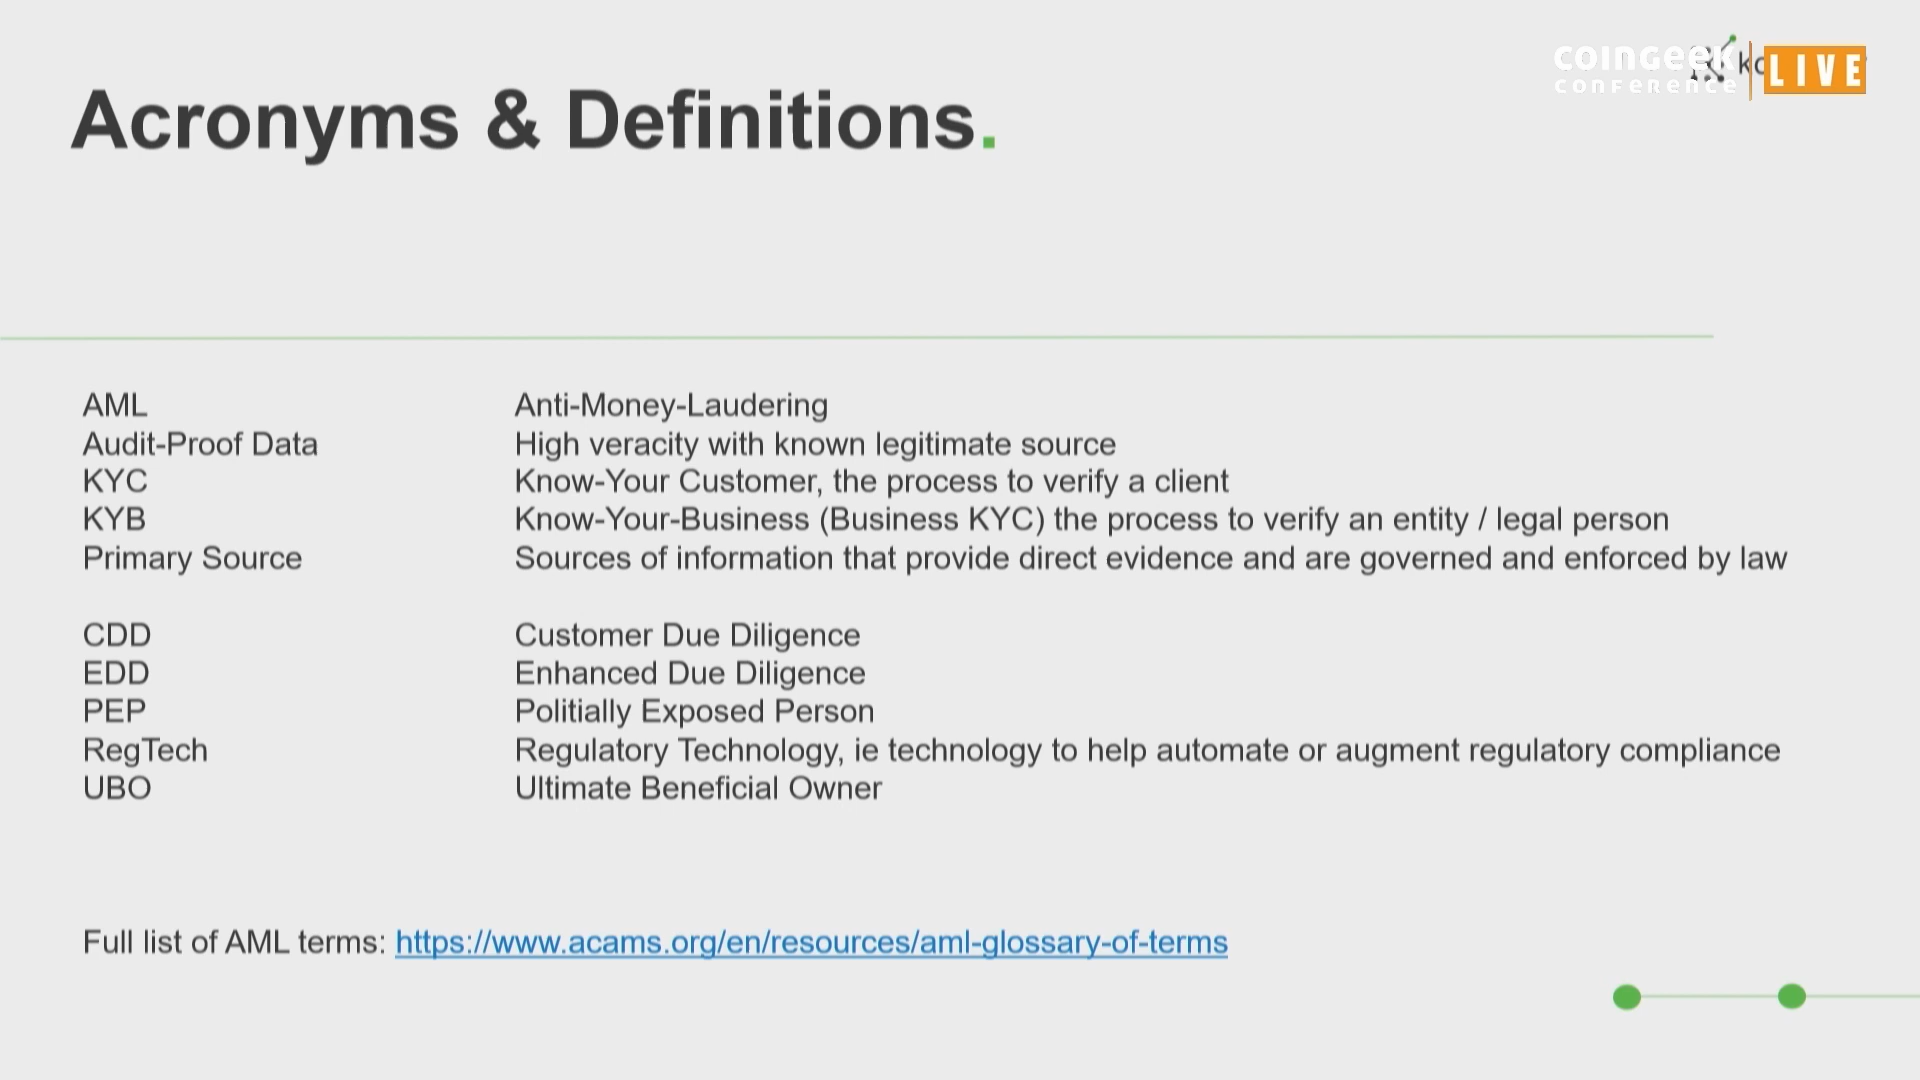 coingeek
conference
LIVE
Acronyms & Definitions.
AML Anti-Money-Laudering
Audit-Proof Data High veracity with known legitimate source
KYC Know-Your Customer, the process to verify a client
KYB Know-Your-Business (Business KYC) the process to verify an entity / legal person
Primary Source Sources of information that provide direct evidence and are governed and enforced by law
CDD Customer Due Diligence
EDD Enhanced Due Diligence
PEP Politially Exposed Person
RegTech Regulatory Technology, ie technology to help automate or augment regulatory compliance
UBO Ultimate Beneficial Owner
Full list of AML terms: https://www.acams.org/en/resources/aml-glossary-of-terms